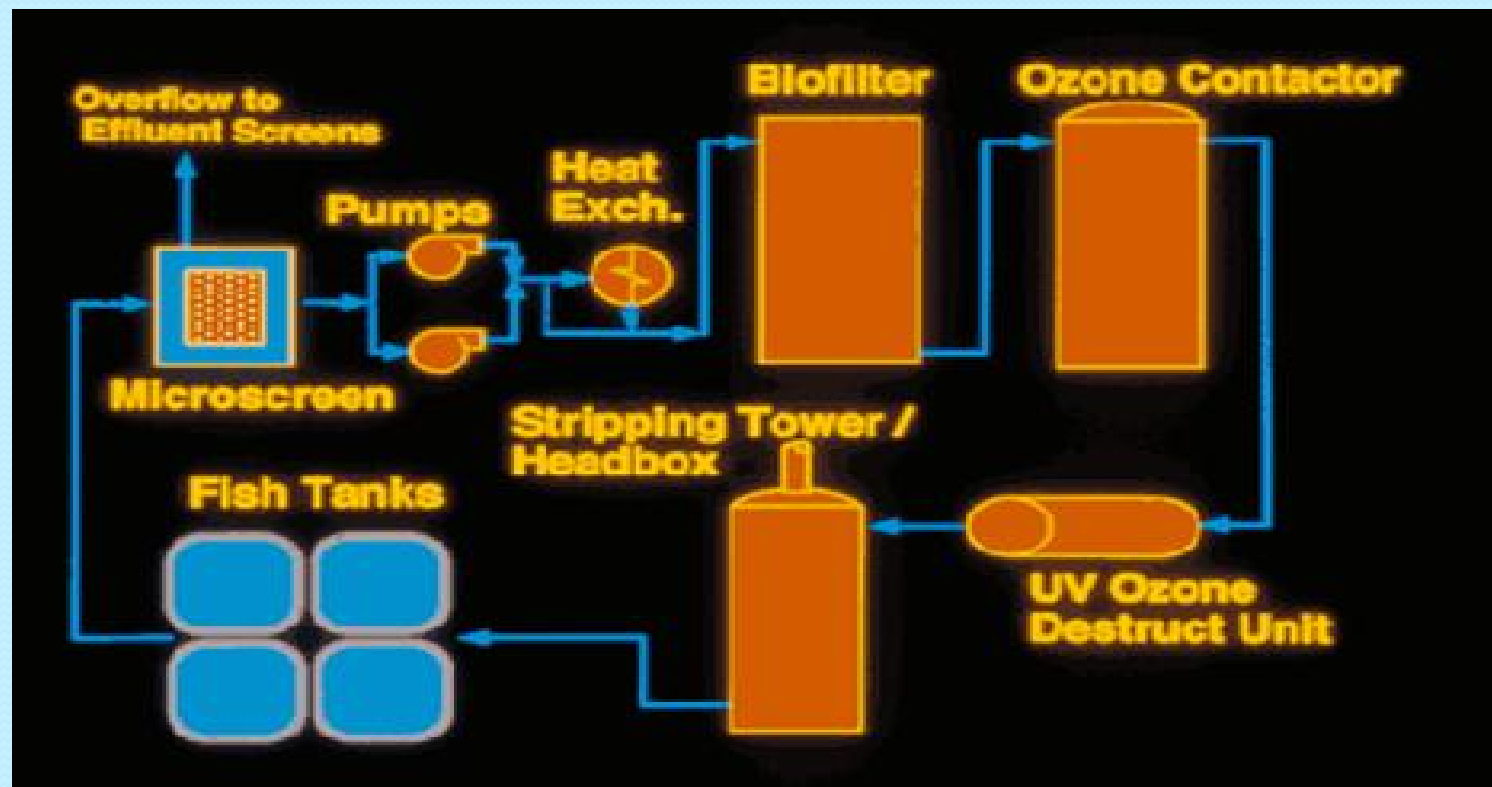 Overflow to
Effluent Screens
Pumps
Heat
Exch.
Biofilter
Ozone Contactor
Microscreen
Stripping Tower /
Headbox
Fish Tanks
UV Ozone
Destruct Unit